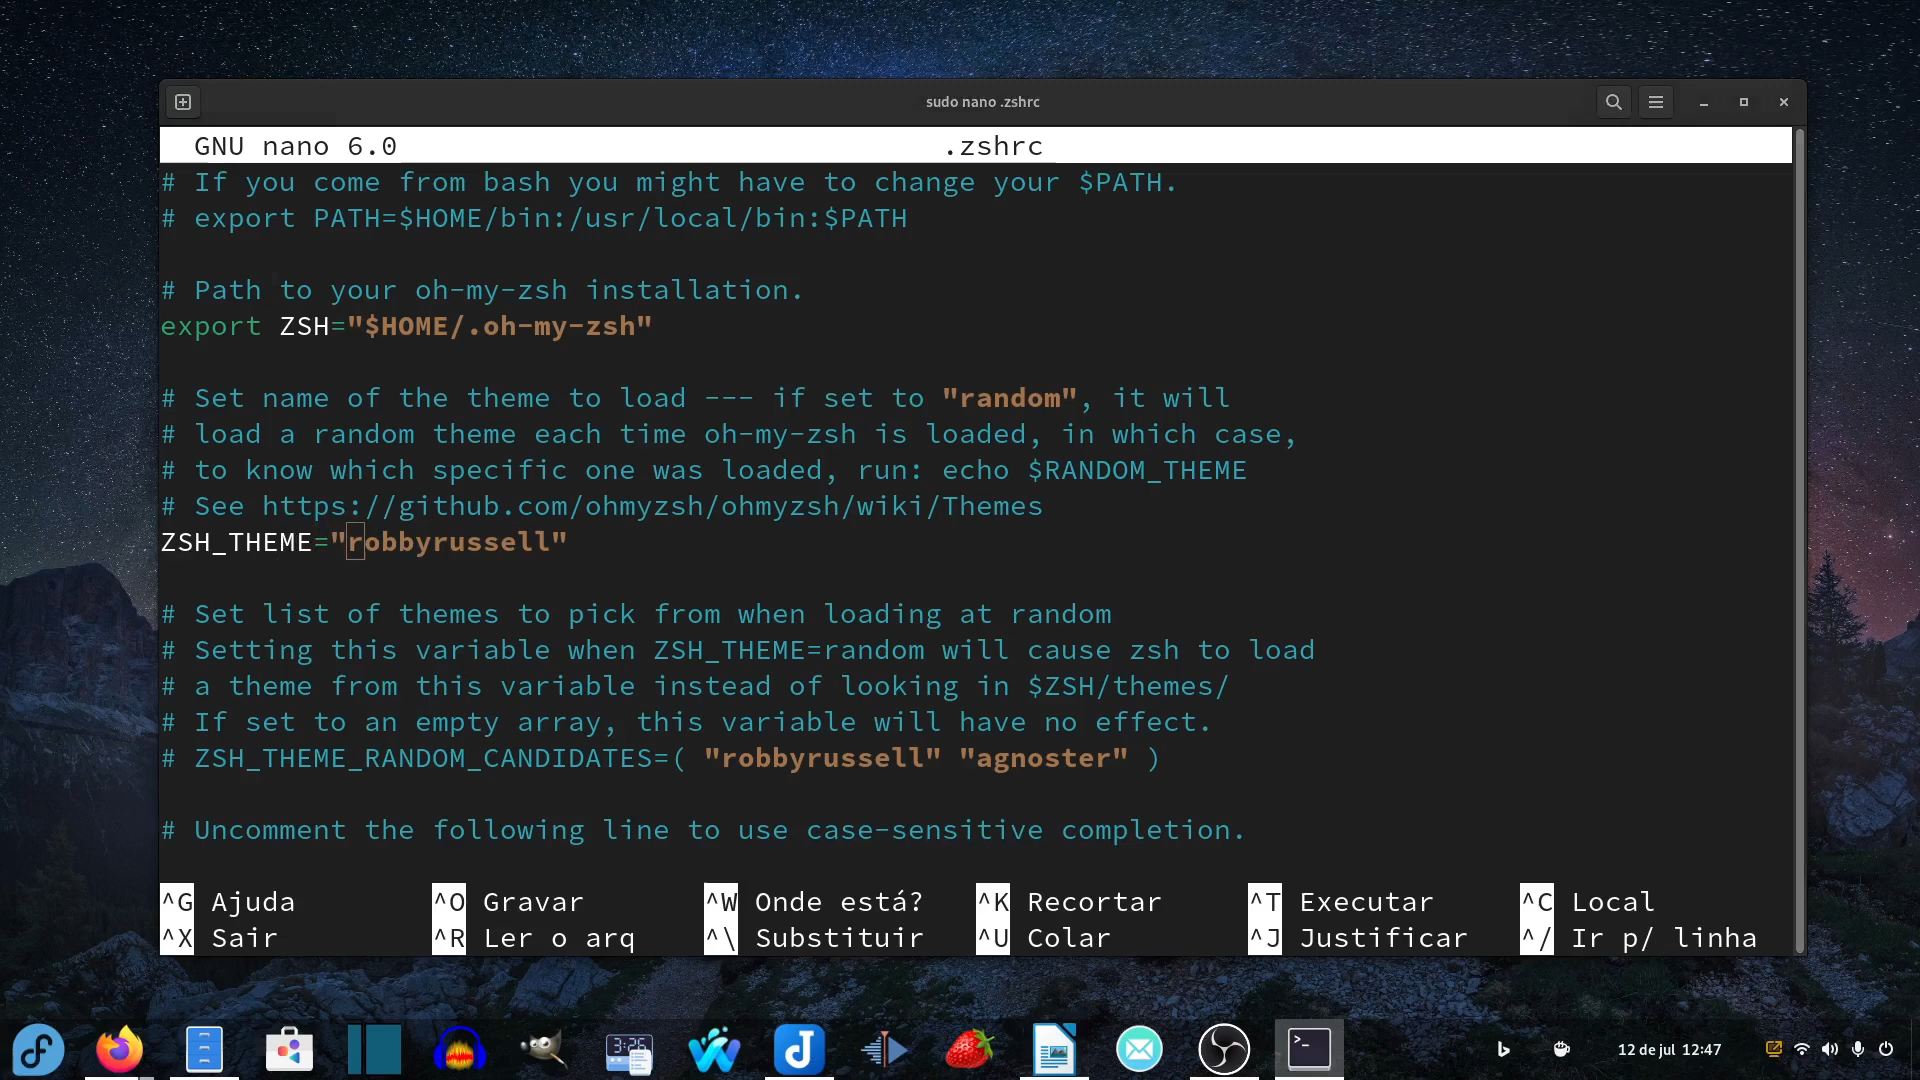 sudo nano .zshrc
GNU nano 6.0 .zshrc
# If you come from bash you might have to change your $PATH.
# export PATH=$HOME/bin:/usr/local/bin:$PATH
# Path to your oh-my-zsh installation.
export ZSH="$HOME/.oh-my-zsh"
# Set name of the theme to load --- if set to "random", it will
# load a random theme each time oh-my-zsh is loaded, in which case,
# to know which specific one was loaded, run: echo $RANDOM_THEME
# See https://github.com/ohmyzsh/ohmyzsh/wiki/Themes
ZSH_THEME="robbyrussell"
# Set list of themes to pick from when loading at random
# Setting this variable when ZSH_THEME=random will cause zsh to load
# a theme from this variable instead of looking in $ZSH/themes/
# If set to an empty array, this variable will have no effect.
# ZSH_THEME_RANDOM_CANDIDATES=( "robbyrussell" "agnoster" )
# Uncomment the following line to use case-sensitive completion.
^G Ajuda ^O Gravar ^W Onde está? ^K Recortar ^T Executar ^C Local
^X Sair ^R Ler o arq ^\ Substituir ^U Colar ^J Justificar ^/ Ir p/ linha
3:25 J >_ 12 de jul 12:47